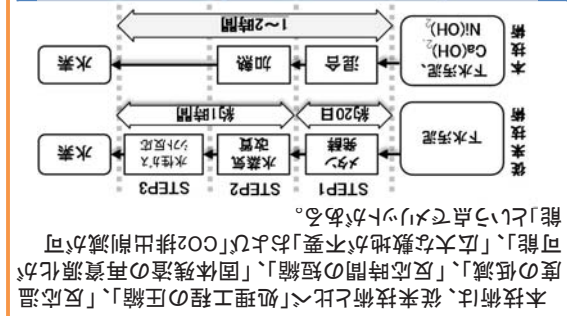 本技術は、従来技術と比べ「処理工程の圧縮」、「反応温
度の低減」、「反応時間の短縮」、「固体残渣の再資源化が
可能」、「広大な敷地が不要」および「CO2排出削減が可
能」という点でメリットがある。
STEP1 STEP2 STEP3
従来技術
下水汚泥
メタン発酵
水蒸気改質
水性ガスシフト反応
水素
約20日
約1時間
本技術
下水汚泥、
Ca(OH)2、
Ni(OH)2
混合
加熱
水素
1~2時間